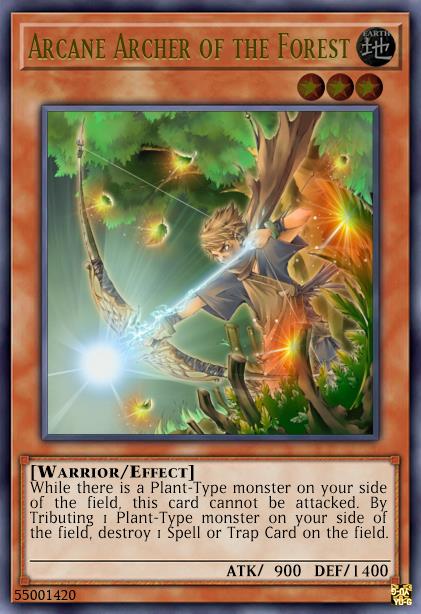 ARCANE ARCHER OF THE FOREST
EARTH
地
[WARRIOR/EFFECT]
While there is a Plant-Type monster on your side
of the field, this card cannot be attacked. By
Tributing 1 Plant-Type monster on your side of
the field, destroy 1 Spell or Trap Card on the field.
ATK/ 900 DEF/1400
55001420